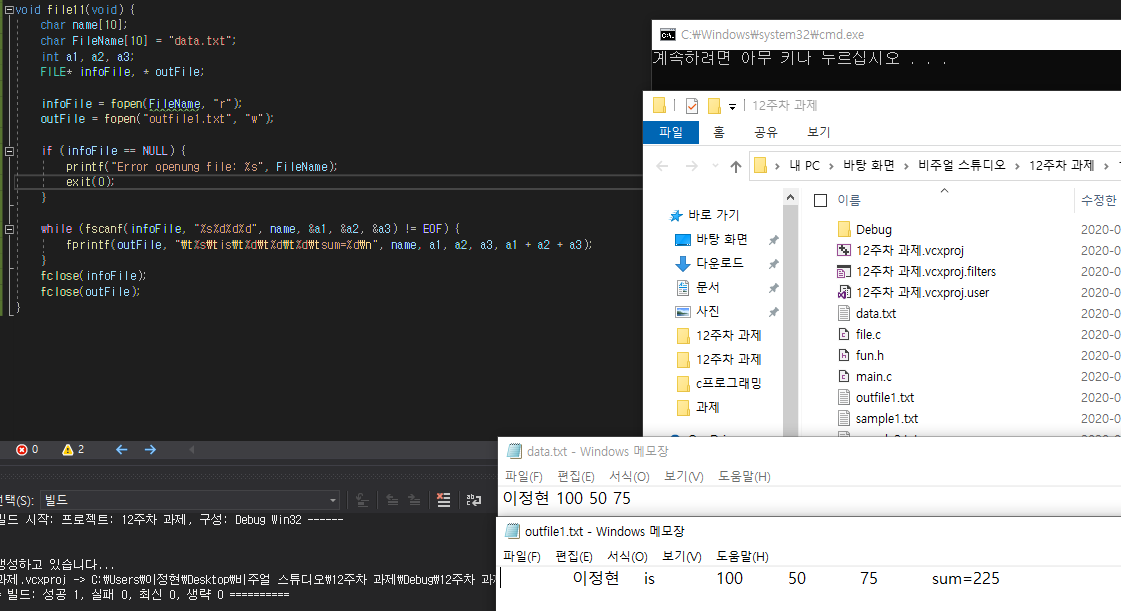 void file11(void) {
char name[10];
char FileName[10] = "data.txt";
int a1, a2, a3;
FILE* infoFile, * outFile;
infoFile = fopen(FileName, "r");
outFile = fopen("outfile1.txt", "w");
if (infoFile == NULL) {
printf("Error openung file: %s", FileName);
exit(0);
}
while (fscanf(infoFile, "%s%d%d%d", name, &a1, &a2, &a3) != EOF) {
fprintf(outFile, "₩t%s₩tis₩t%d₩t%d₩t%d₩tsum=%d₩n", name, a1, a2, a3, a1 + a2 + a3);
}
fclose(infoFile);
fclose(outFile);
}
0 2
택(S): 빌드
빌드 시작: 프로젝트: 12주차 과제, 구성: Debug Win32 ------
생성하고 있습니다...
과제.vcxproj -> C:₩Users₩이정현₩Desktop₩비주얼 스튜디오₩12주차 과제₩Debug₩12주차 과
빌드: 성공 1, 실패 0, 최신 0, 생략 0 ==========
C:₩Windows₩system32₩cmd.exe
계속하려면 아무 키나 누르십시오 . . .
12주차 과제
파일 홈 공유 보기
내 PC > 바탕 화면 > 비주얼 스튜디오 > 12주차 과제 >
이름 수정한
바로 가기
바탕 화면
다운로드
문서
사진
12주차 과제
12주차 과제
c프로그래밍
과제
Debug 2020-0
12주차 과제.vcxproj 2020-0
12주차 과제.vcxproj.filters 2020-0
12주차 과제.vcxproj.user 2020-0
data.txt 2020-0
file.c 2020-0
fun.h 2020-0
main.c 2020-0
outfile1.txt 2020-0
sample1.txt 2020-0
data.txt - Windows 메모장
파일(F) 편집(E) 서식(O) 보기(V) 도움말(H)
이정현 100 50 75
outfile1.txt - Windows 메모장
파일(F) 편집(E) 서식(O) 보기(V) 도움말(H)
이정현 is 100 50 75 sum=225